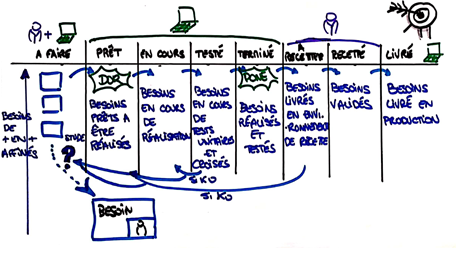 +
À FAIRE
PRÊT
EN COURS
TESTÉ
TERMINÉ
À RECETTER
RECETTÉ
LIVRÉ
DOR
DONE
BESOINS
DE
+ EN +
AFFINÉS
ETUDE
?
BESOINS
PRÊTS A
ÊTRE
RÉALISÉS
BESOINS
EN COURS
DE
RÉALISATION
BESOINS
EN COURS
DE
TESTS
UNITAIRES
ET
CROISÉS
BESOINS
RÉALISÉS
ET
TESTÉS
BESOINS
LIVRÉS
EN ENVI
-RONNEMENT
DE RECETTE
BESOINS
VALIDÉS
BESOINS
LIVRÉ EN
PRODUCTION
SI KO
SI KO
BESOIN